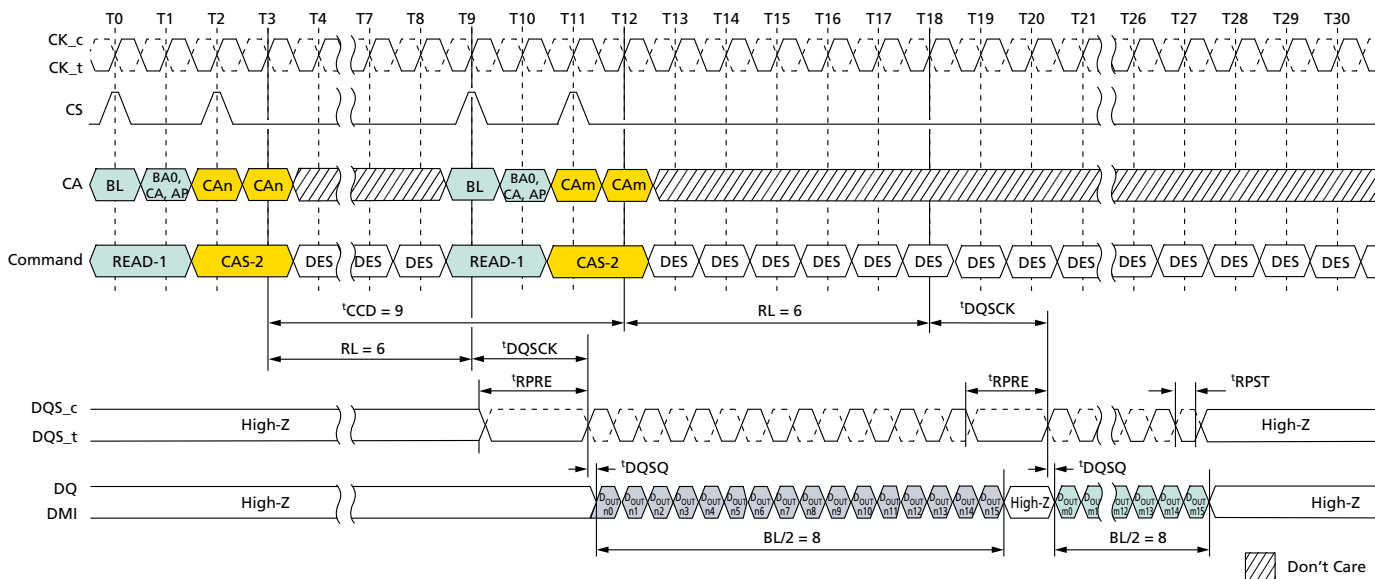 T0 T1 T2 T3 T4 T7 T8 T9 T10 T11 T12 T13 T14 T15 T16 T17 T18 T19 T20 T21 T26 T27 T28 T29 T30
CK_c
CK_t
CS
CA BL BA0, CA, AP CAn CAn BL BA0, CA, AP CAm CAm
Command READ-1 CAS-2 DES DES DES READ-1 CAS-2 DES DES DES DES DES DES DES DES DES DES DES DES DES DES
tCCD = 9 RL = 6 tDQSCK
RL = 6 tDQSCK
tRPRE tRPRE tRPST
DQS_c
DQS_t
High-Z High-Z
tDQSQ tDQSQ
DQ
DMI
High-Z DOUT n0 DOUT n1 DOUT n2 DOUT n3 DOUT n4 DOUT n5 DOUT n6 DOUT n7 DOUT n8 DOUT n9 DOUT n10 DOUT n11 DOUT n12 DOUT n13 DOUT n14 DOUT n15 High-Z DOUT m0 DOUT m1 DOUT m12 DOUT m13 DOUT m14 DOUT m15 High-Z
BL/2 = 8 BL/2 = 8
Don't Care